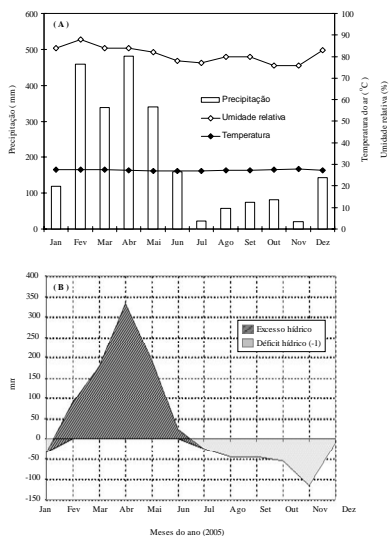 ( A )
600
500
400
300
200
100
0
Precipitação ( mm )
Precipitação
Umidade relativa
Temperatura
100
90
80
70
60
50
40
30
20
10
0
Temperatura do ar ( °C )
Umidade relativa (%)
Jan Fev Mar Abr Mai Jun Jul Ago Set Out Nov Dez
( B )
400
350
300
250
200
150
100
50
0
-50
-100
-150
mm
Excesso hídrico
Déficit hídrico (-1)
Jan Fev Mar Abr Mai Jun Jul Ago Set Out Nov Dez
Meses do ano (2005)